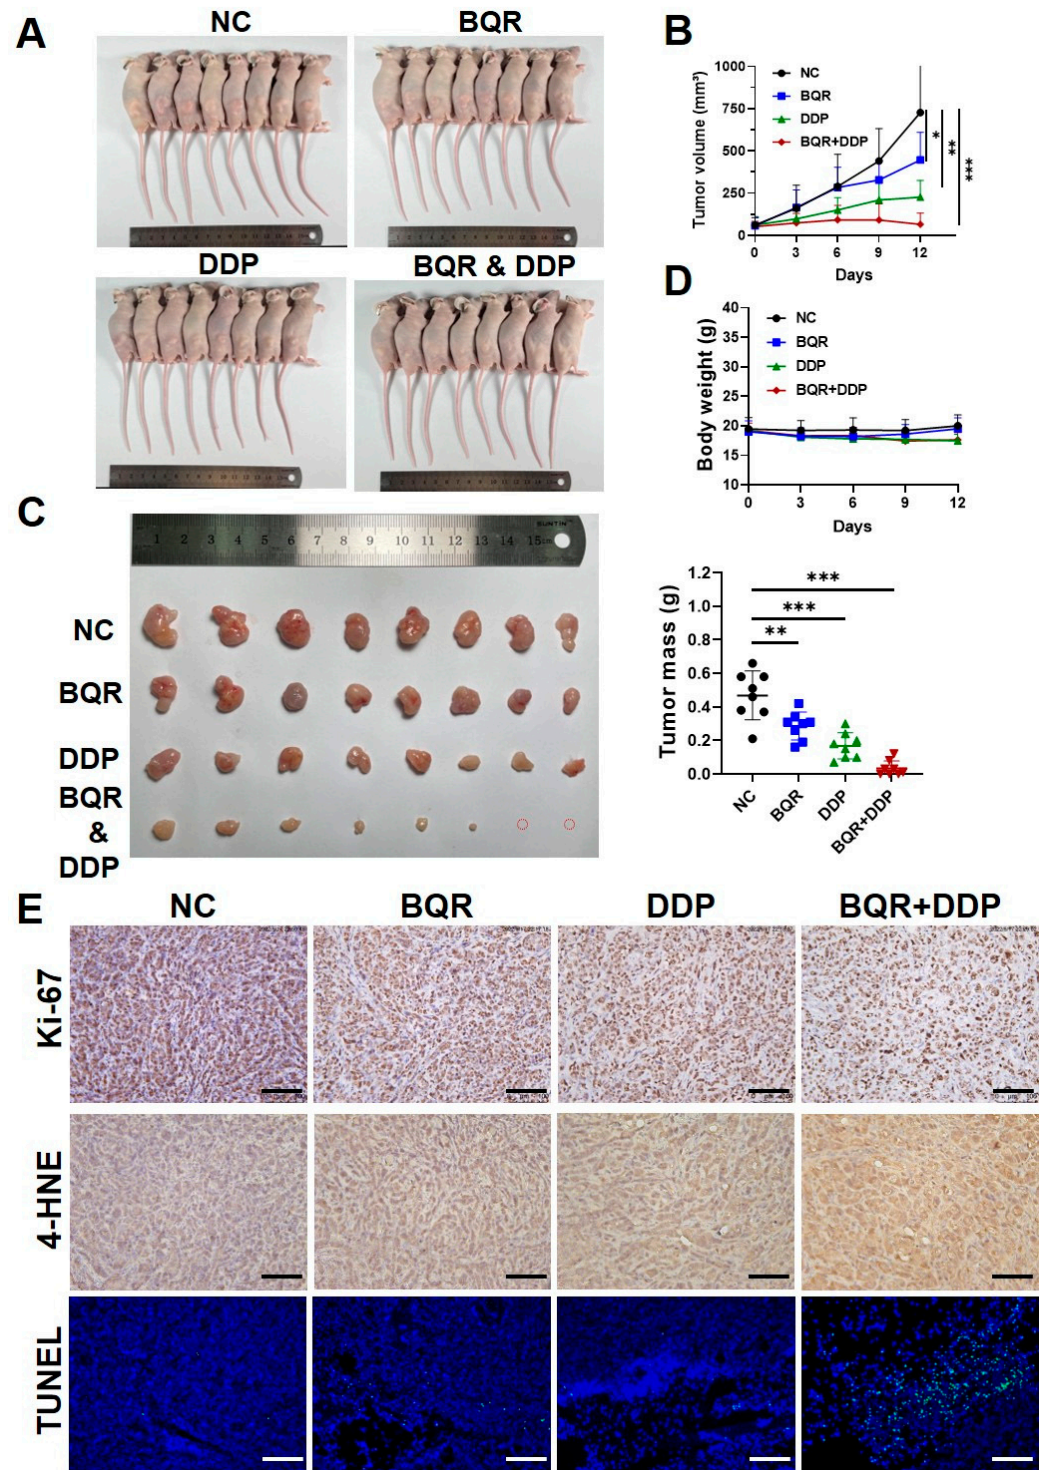 A
NC
BQR
DDP
BQR & DDP
B
Tumor volume (mm³)
1000
750
500
250
0
NC
BQR
DDP
BQR+DDP
*
**
***
0 3 6 9 12
Days
D
Body weight (g)
40
35
30
25
20
15
10
NC
BQR
DDP
BQR+DDP
0 3 6 9 12
Days
C
1 2 3 4 5 6 7 8 9 10 11 12 13 14 15cm
SUNTIN
NC
BQR
DDP
BQR
&
DDP
Tumor mass (g)
1.2
1.0
0.8
0.6
0.4
0.2
0.0
***
***
**
NC
BQR
DDP
BQR+DDP
E
NC BQR DDP BQR+DDP
Ki-67
4-HNE
TUNEL